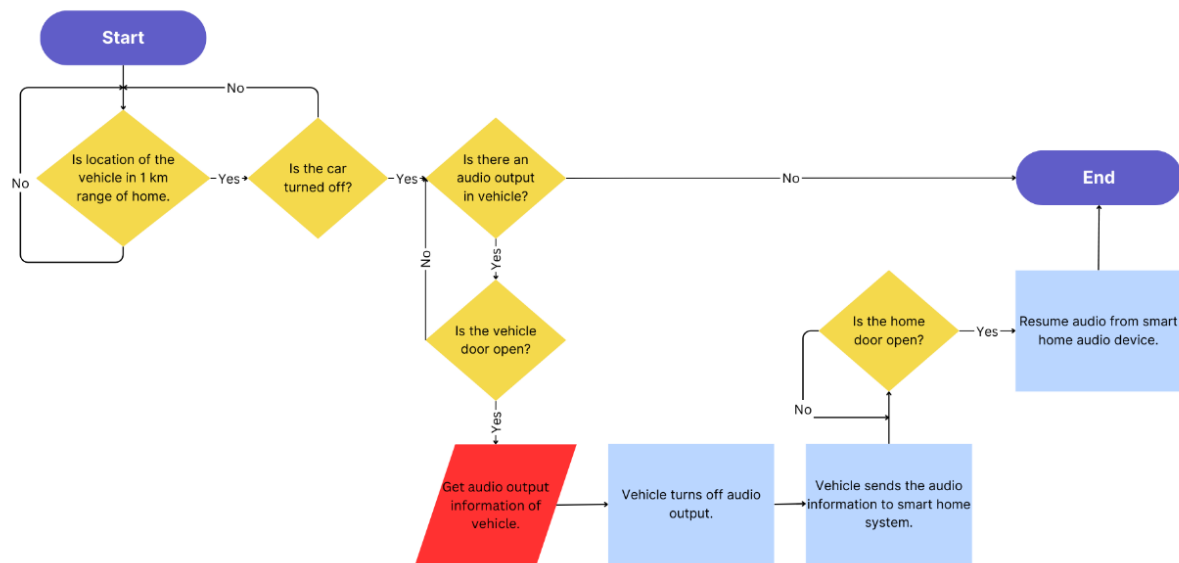 Start
No
No
Is location of the
vehicle in 1 km
range of home.
Yes
Is the car
turned off?
Yes
Is there an
audio output
in vehicle?
No
End
No
Yes
Is the vehicle
door open?
Yes
Is the home
door open?
Yes
No
Resume audio from smart
home audio device.
Get audio output
information of
vehicle.
Vehicle turns off audio
output.
Vehicle sends the audio
information to smart home
system.